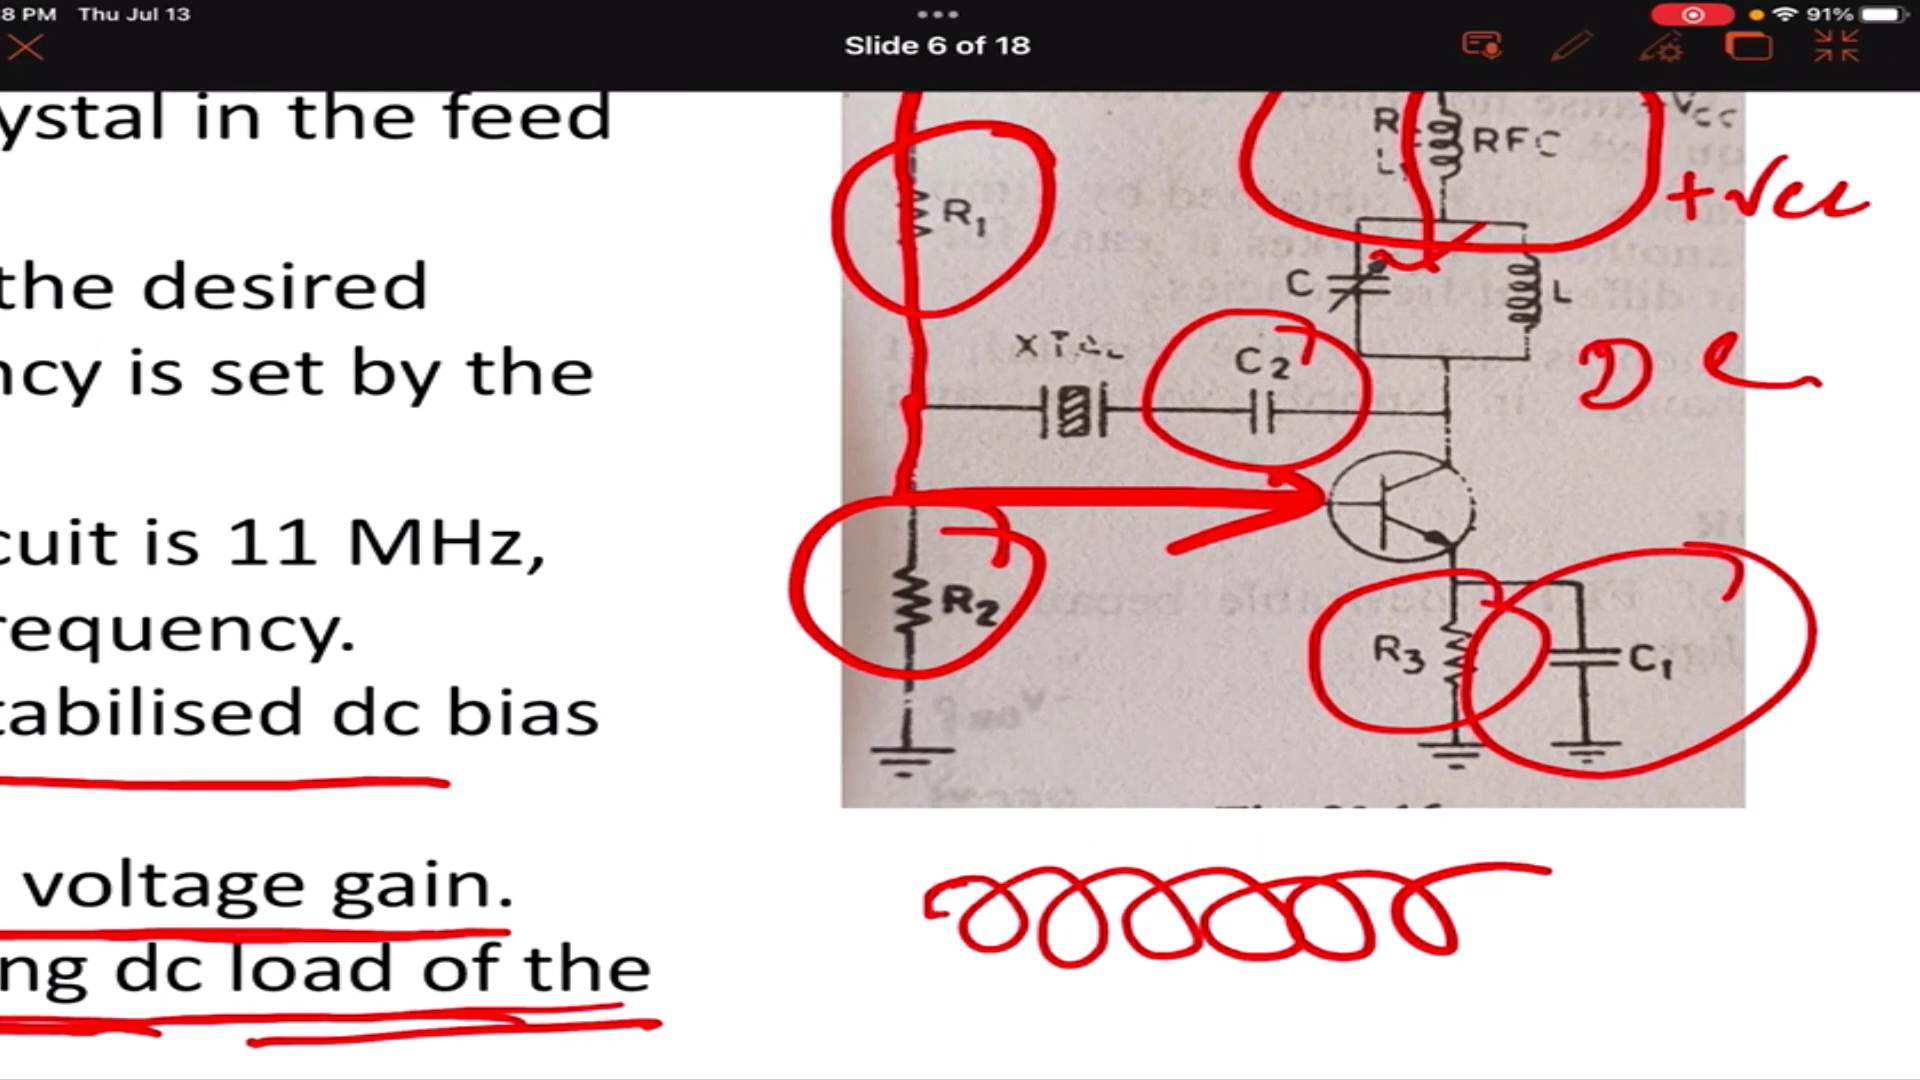 8 PM Thu Jul 13
91%
Slide 6 of 18
ystal in the feed
the desired
ncy is set by the
cuit is 11 MHz,
requency.
tabilised dc bias
voltage gain.
ng dc load of the
RFC
Vcc
+Vcc
R1
C
L
DC
XTAL
C2
R2
R3
C1